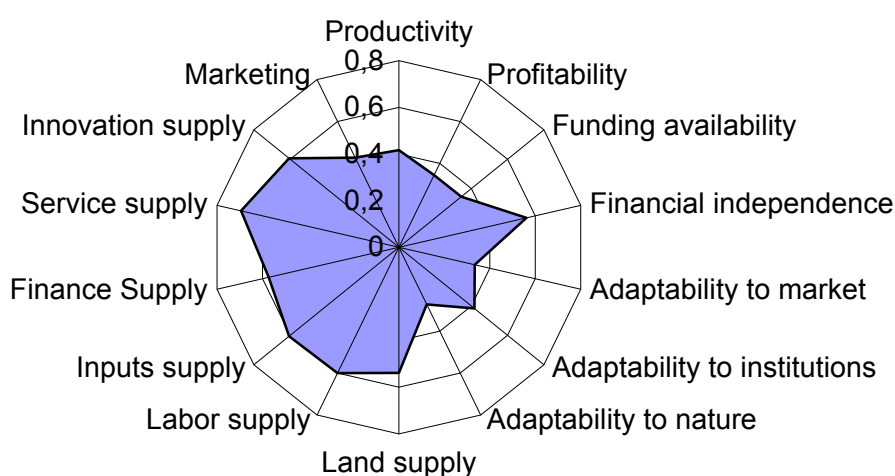 Productivity
0,8
Marketing
Profitability
0,6
Innovation supply
Funding availability
0,4
Service supply
0,2
Financial independence
0
Finance Supply
Adaptability to market
Inputs supply
Adaptability to institutions
Labor supply
Adaptability to nature
Land supply